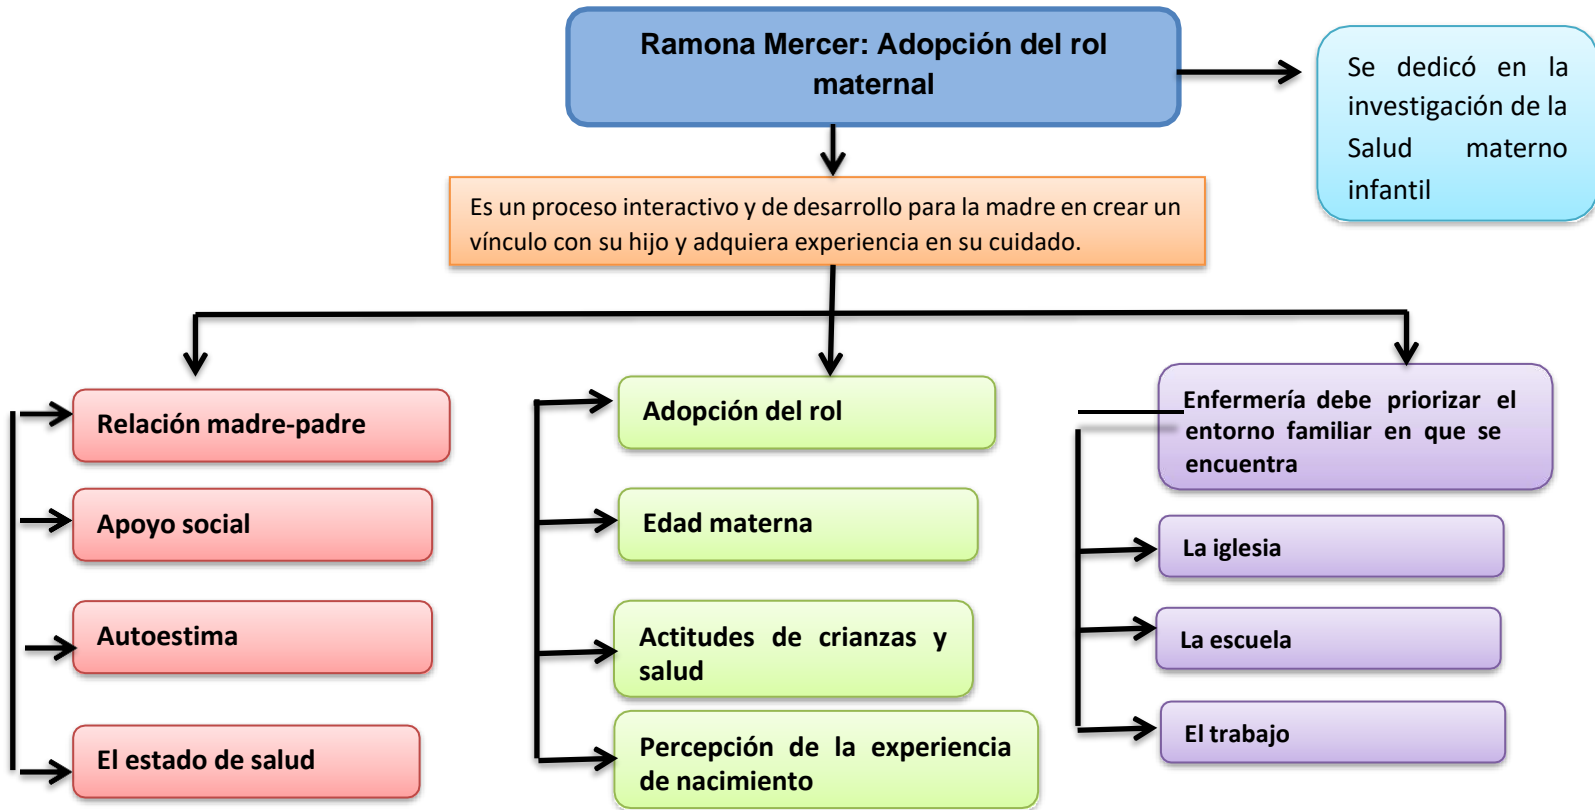 Ramona Mercer: Adopción del rol
maternal
Se dedicó en la
investigación de la
Salud materno
infantil
Es un proceso interactivo y de desarrollo para la madre en crear un
vínculo con su hijo y adquiera experiencia en su cuidado.
Relación madre-padre
Apoyo social
Autoestima
El estado de salud
Adopción del rol
Edad materna
Actitudes de crianzas y
salud
Percepción de la experiencia
de nacimiento
Enfermería debe priorizar el
entorno familiar en que se
encuentra
La iglesia
La escuela
El trabajo